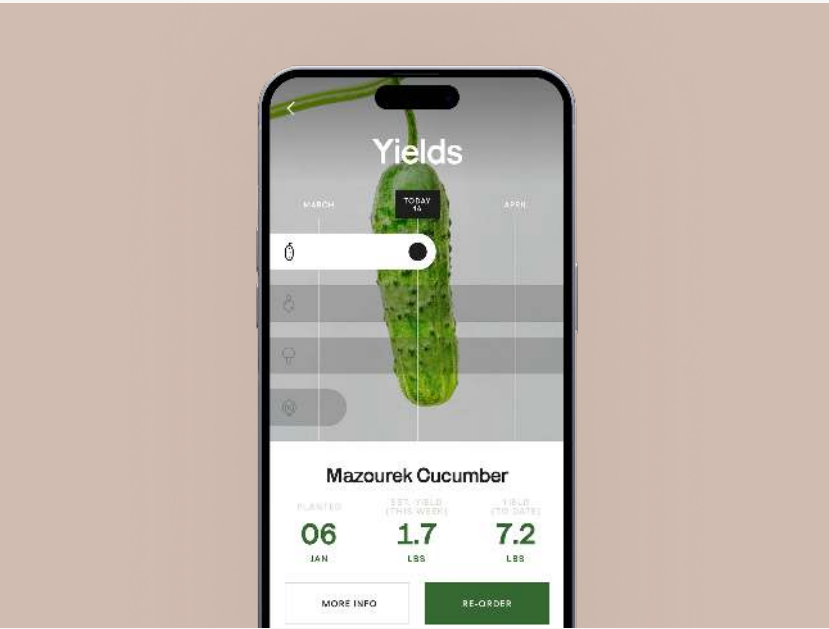 Yields
MARCH
TODAY
14
APRIL
Mazourek Cucumber
PLANTED
EST. YIELD
(THIS WEEK)
YIELD
(TO DATE)
06
1.7
7.2
JAN
LBS
LBS
MORE INFO
RE-ORDER